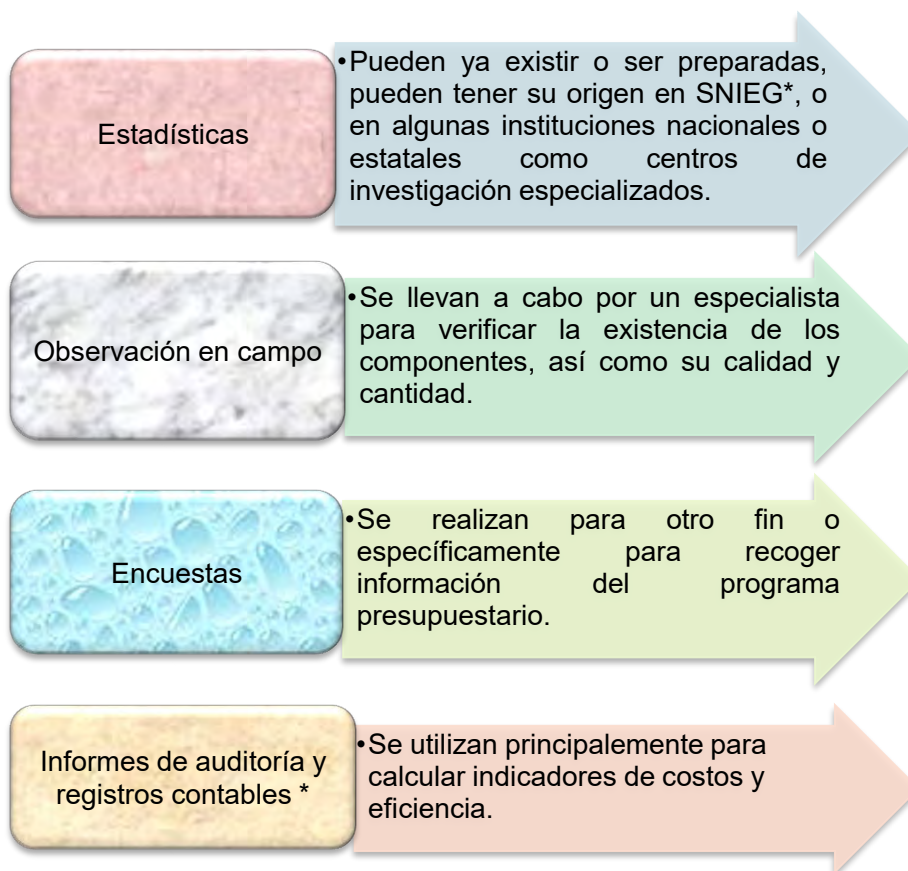 Estadísticas
•Pueden ya existir o ser preparadas,
pueden tener su origen en SNIEG*, o
en algunas instituciones nacionales o
estatales como centros de
investigación especializados.
Observación en campo
•Se llevan a cabo por un especialista
para verificar la existencia de los
componentes, así como su calidad y
cantidad.
Encuestas
•Se realizan para otro fin o
específicamente para recoger
información del programa
presupuestario.
Informes de auditoría y
registros contables *
•Se utilizan principalemente para
calcular indicadores de costos y
eficiencia.